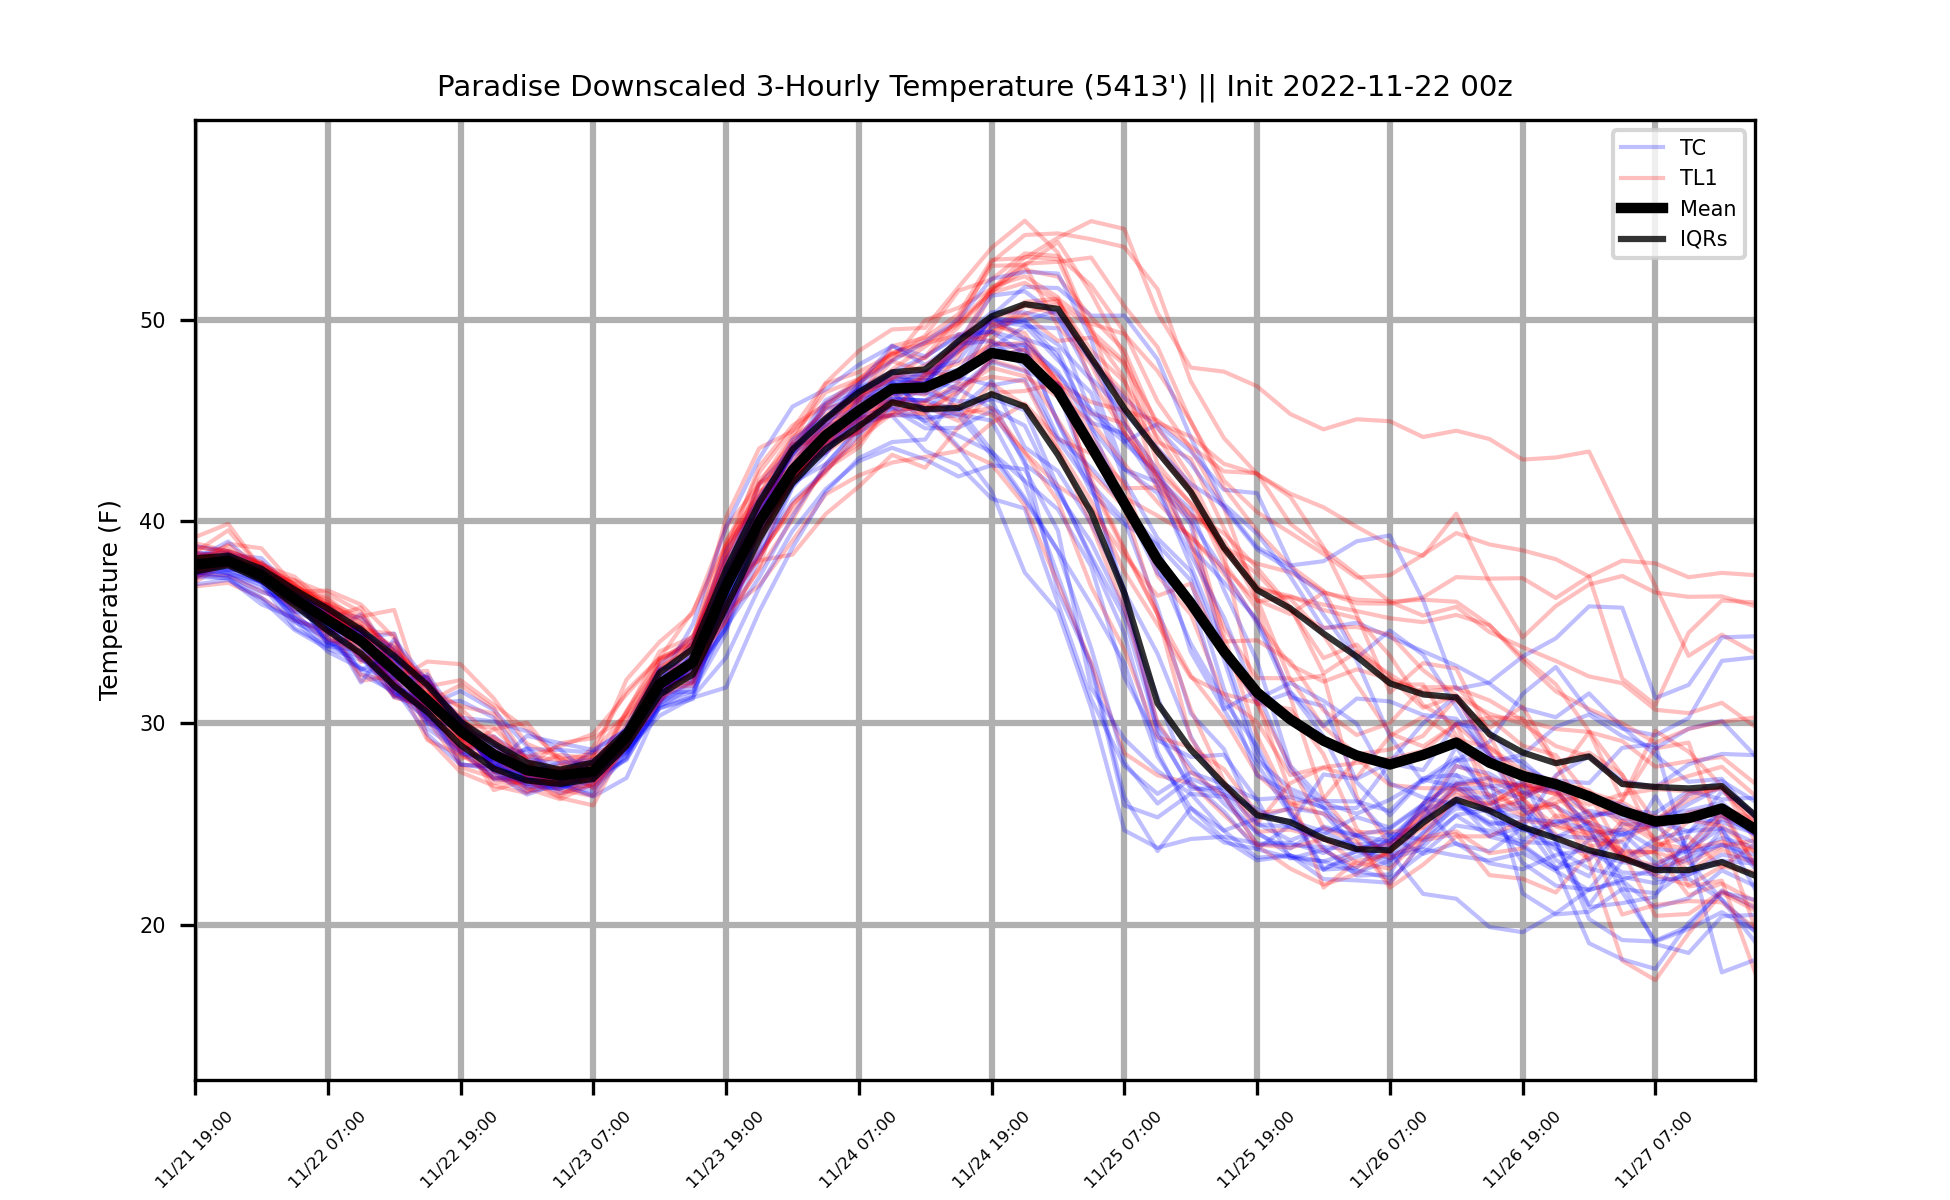 Paradise Downscaled 3-Hourly Temperature (5413') || Init 2022-11-22 00z
TC
TL1
Mean
IQRs
Temperature (F)
50
40
30
20
11/21 19:00
11/22 07:00
11/22 19:00
11/23 07:00
11/23 19:00
11/24 07:00
11/24 19:00
11/25 07:00
11/25 19:00
11/26 07:00
11/26 19:00
11/27 07:00